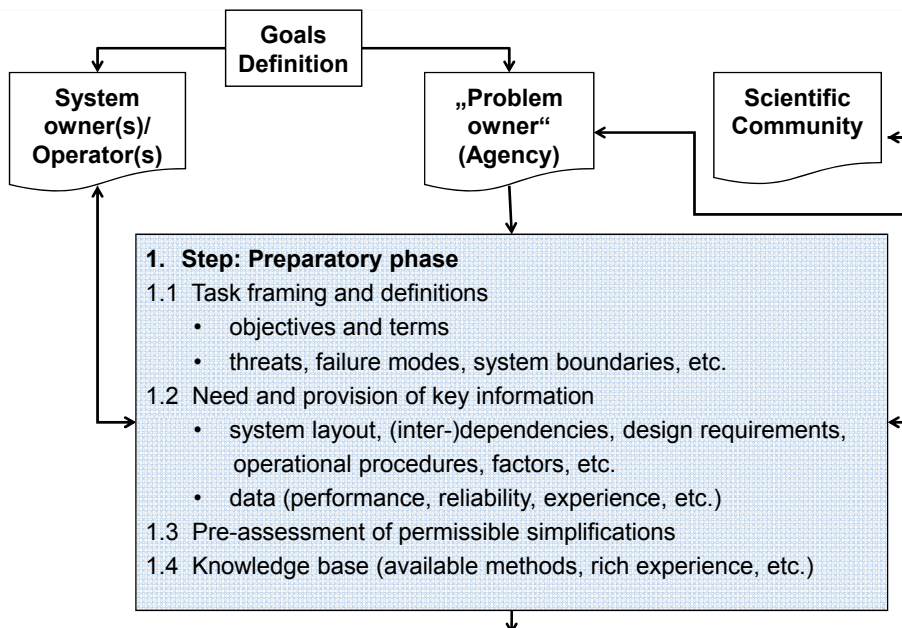 Goals
Definition
System
owner(s)/
Operator(s)
„Problem
owner“
(Agency)
Scientific
Community
1. Step: Preparatory phase
1.1 Task framing and definitions
• objectives and terms
• threats, failure modes, system boundaries, etc.
1.2 Need and provision of key information
• system layout, (inter-)dependencies, design requirements,
operational procedures, factors, etc.
• data (performance, reliability, experience, etc.)
1.3 Pre-assessment of permissible simplifications
1.4 Knowledge base (available methods, rich experience, etc.)